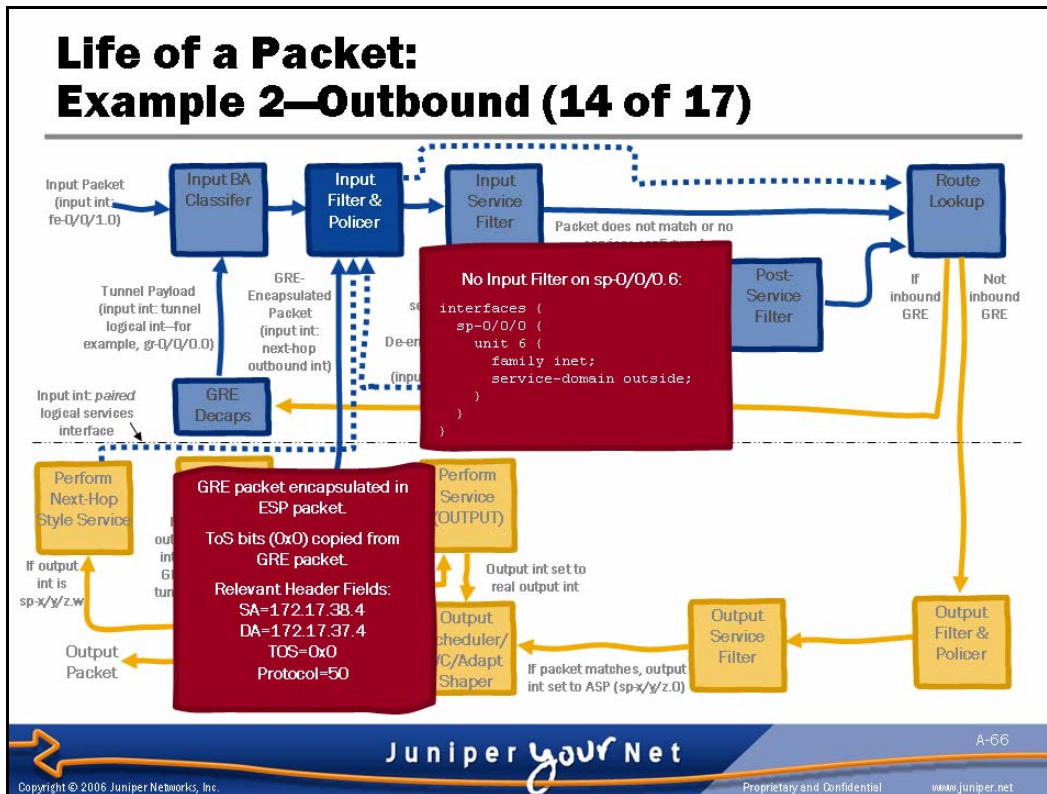 Life of a Packet:
Example 2—Outbound (14 of 17)
Input Packet
(input int:
fe-0/0/1.0)
Input BA
Classifer
Input
Filter &
Policer
Input
Service
Filter
Route
Lookup
Packet does not match or no
Tunnel Payload
(input int: tunnel
logical int—for
example, gr-0/0/0.0)
GRE-
Encapsulated
Packet
(input int:
next-hop
outbound int)
No Input Filter on sp-0/0/0.6:
interfaces {
sp-0/0/0 {
unit 6 {
family inet;
service-domain outside;
}
}
}
Post-
Service
Filter
If
inbound
GRE
Not
inbound
GRE
Input int: paired
logical services
interface
GRE
Decaps
Perform
Next-Hop
Style Service
GRE packet encapsulated in
ESP packet.
ToS bits (0x0) copied from
GRE packet.
Relevant Header Fields:
SA=172.17.38.4
DA=172.17.37.4
TOS=0x0
Protocol=50
Perform
Service
(OUTPUT)
If output
int is
sp-x/y/z.w
Output int set to
real output int
Output
Packet
Output
Shaper
If packet matches, output
int set to ASP (sp-x/y/z.0)
Output
Service
Filter
Output
Filter &
Policer
Juniper your Net
A-66
Copyright © 2006 Juniper Networks, Inc.
Proprietary and Confidential
www.juniper.net